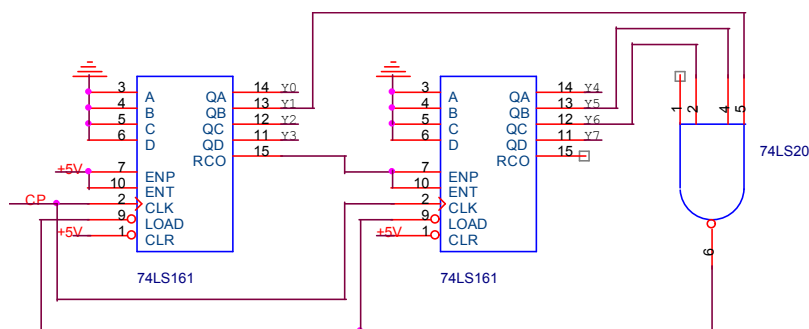 3 A QA 14 Y0
4 B QB 13 Y1
5 C QC 12 Y2
6 D QD 11 Y3
RCO 15
+5V 7 ENP
10 ENT
CP 2 CLK
9 LOAD
+5V 1 CLR
74LS161
3 A QA 14 Y4
4 B QB 13 Y5
5 C QC 12 Y6
6 D QD 11 Y7
RCO 15
7 ENP
10 ENT
2 CLK
9 LOAD
+5V 1 CLR
74LS161
1 2 4 5
74LS20
6